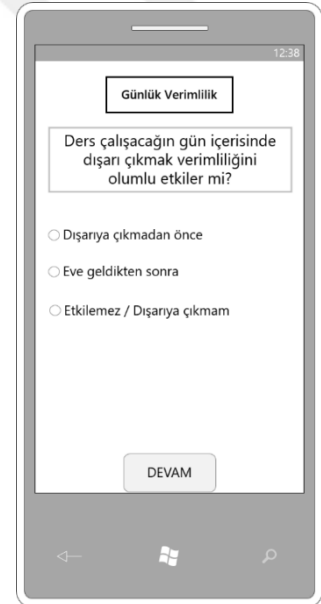 12:38
Günlük Verimlilik
Ders çalışacağın gün içerisinde
dışarı çıkmak verimliliğini
olumlu etkiler mi?
Dışarıya çıkmadan önce
Eve geldikten sonra
Etkilemez / Dışarıya çıkmam
DEVAM